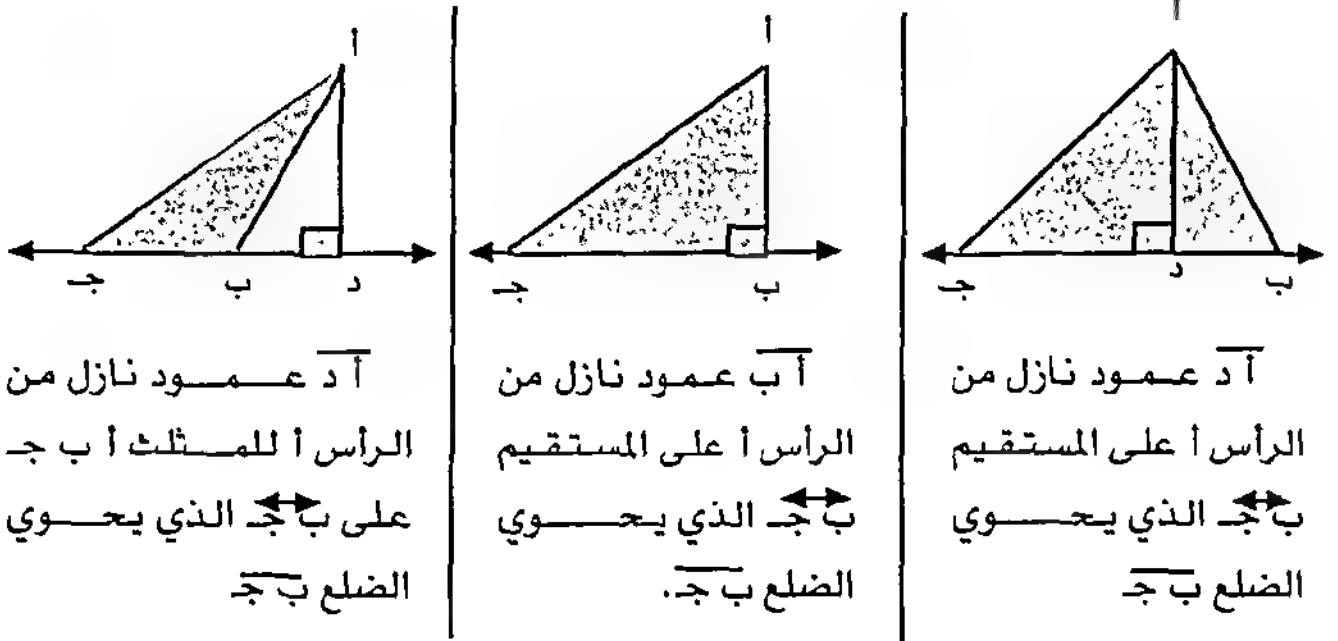 أ
جـ
د
ب
أ د عمود نازل من
الرأس أ على المستقيم
ب جـ الذي يحوي
الضلع ب جـ
أ
جـ
ب
أ ب عمود نازل من
الرأس أ على المستقيم
ب جـ الذي يحوي
الضلع ب جـ.
أ
جـ
ب
د
أ د عمود نازل من
الرأس أ للمثلث أ ب جـ
على ب جـ الذي يحوي
الضلع ب جـ